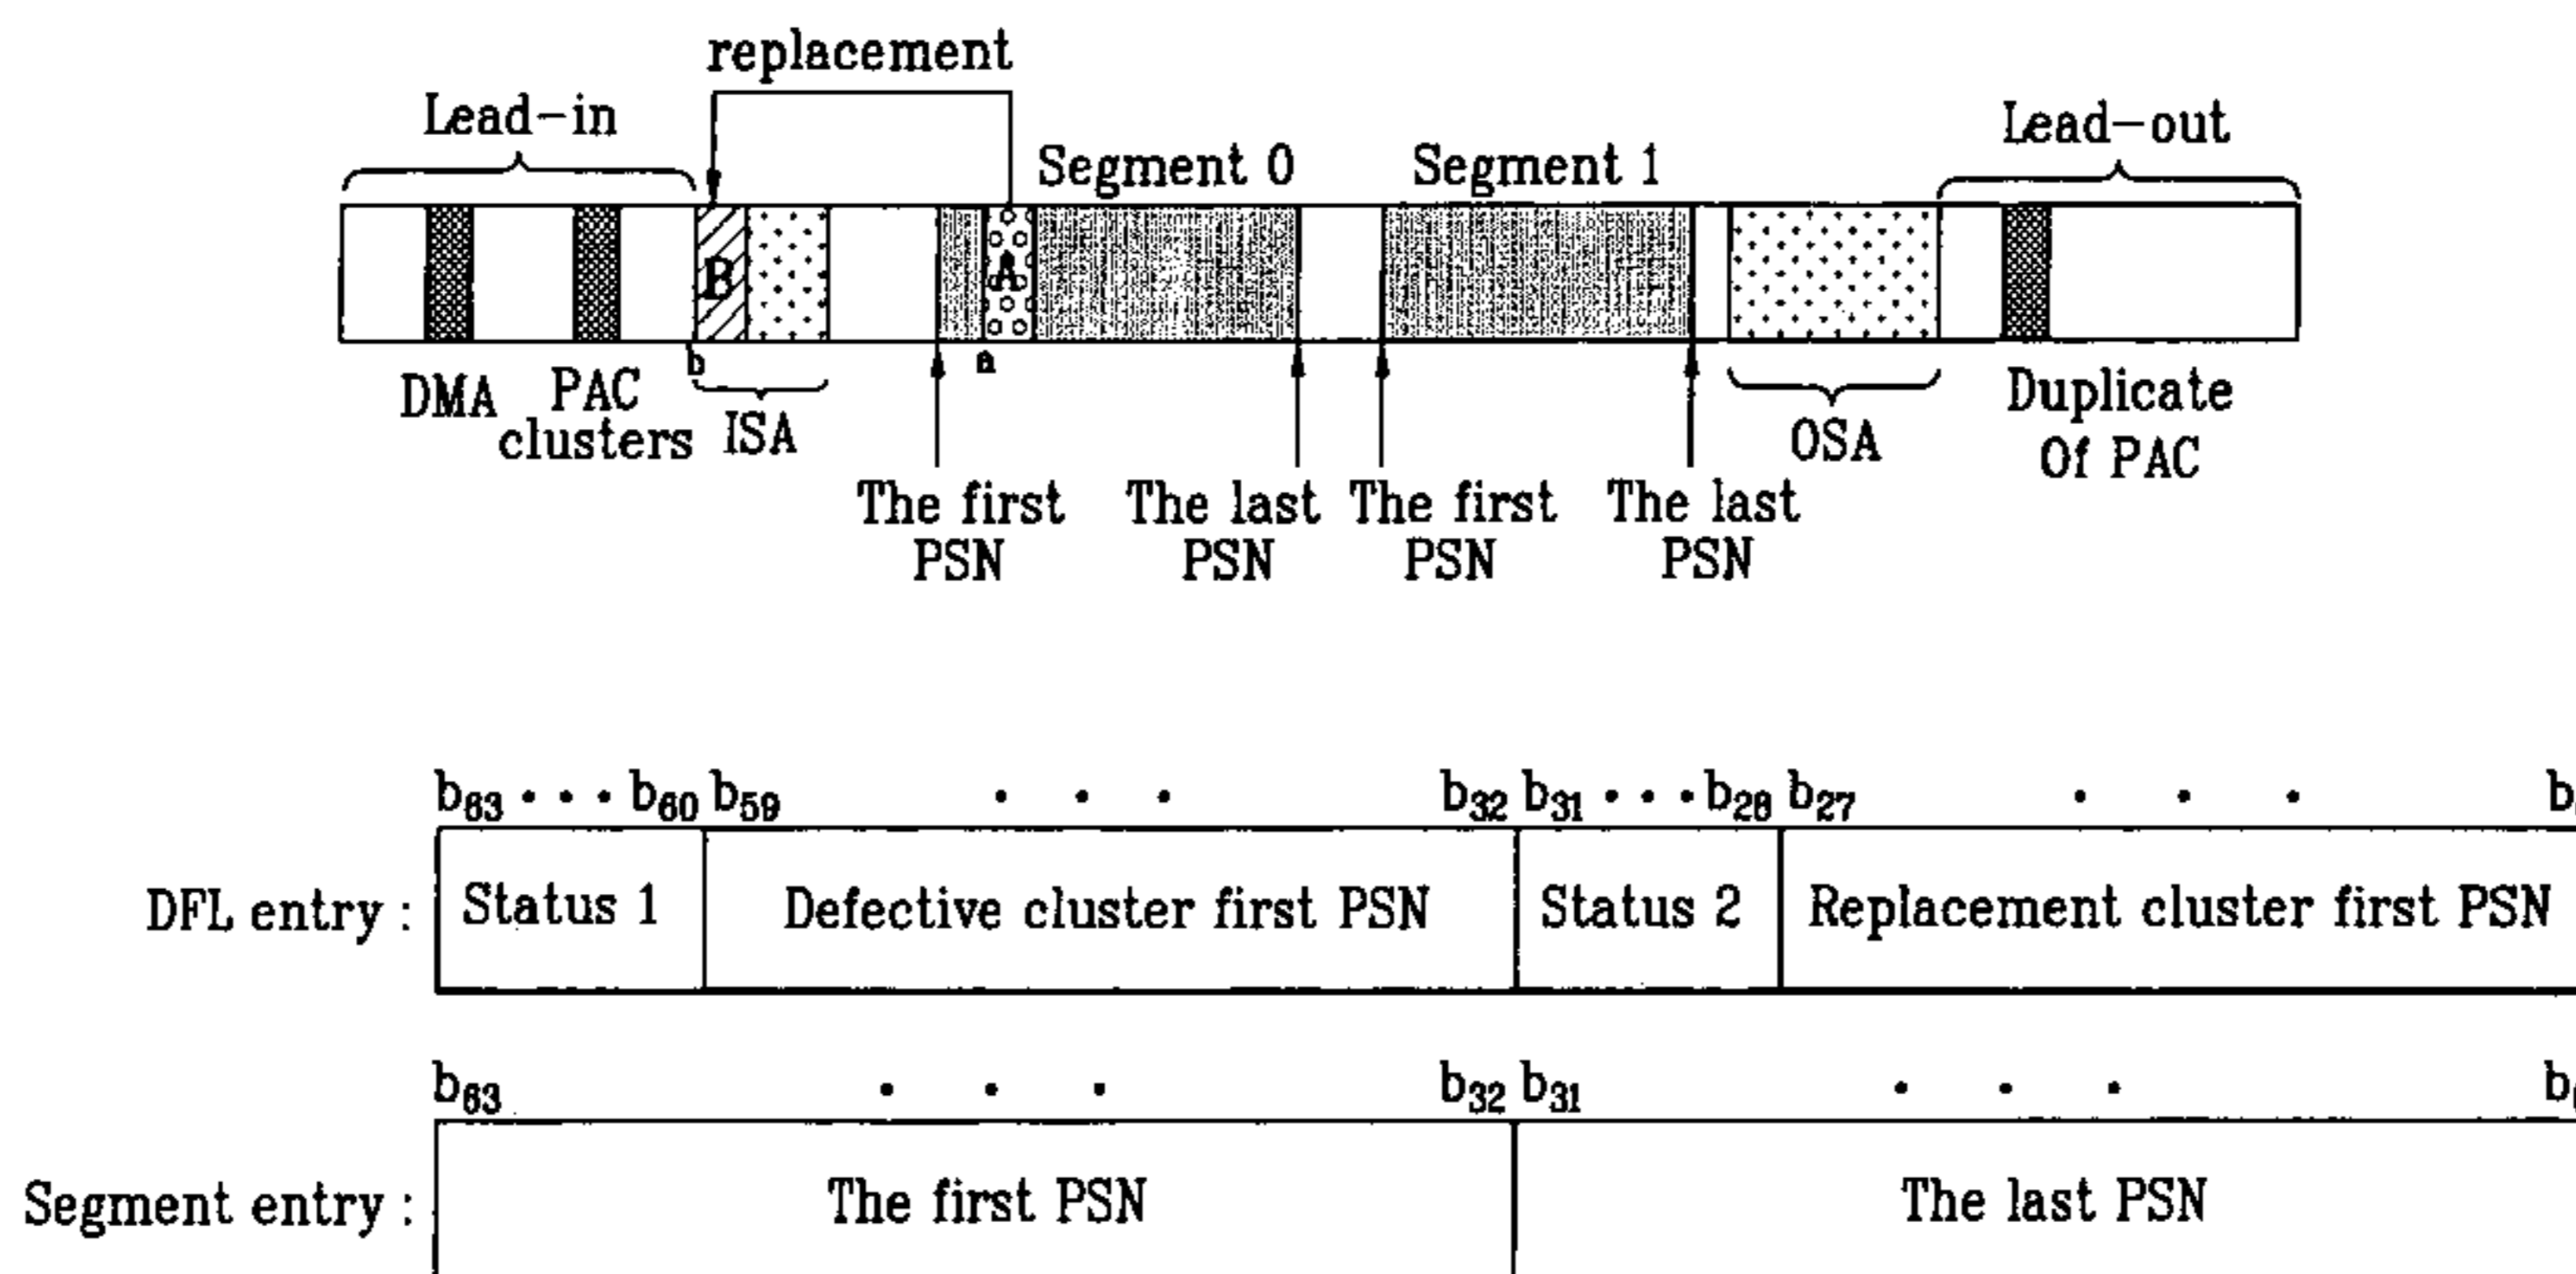 replacement
Lead-in
Segment 0
Segment 1
Lead-out
B
A
b
a
DMA
PAC
clusters
ISA
OSA
Duplicate
Of PAC
The first
PSN
The last
PSN
The first
PSN
The last
PSN
b63 • • • b60 b59 • • • b32 b31 • • • b28 b27 • • • b
DFL entry : Status 1 Defective cluster first PSN Status 2 Replacement cluster first PSN
b63 • • • b32 b31 • • • b
Segment entry : The first PSN The last PSN